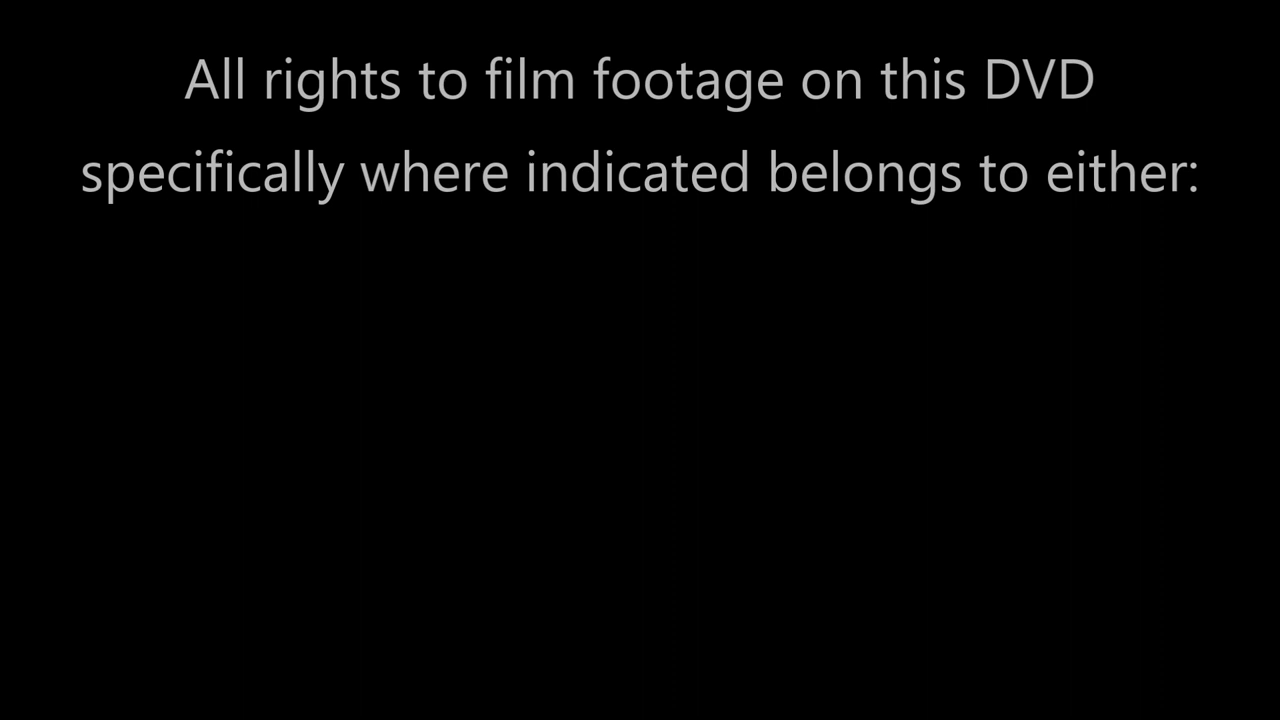 All rights to film footage on this DVD
specifically where indicated belongs to either: